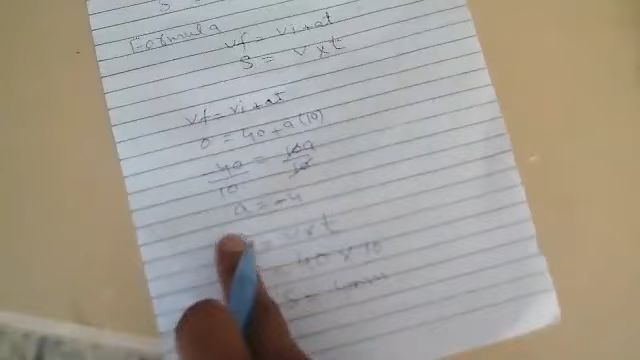 Formula
vf = vi + at
S = v x t
vf = vi + at
0 = 40 + a(10)
-40/10 = 10a/10
a = -4
= v x t
= 40 x 10